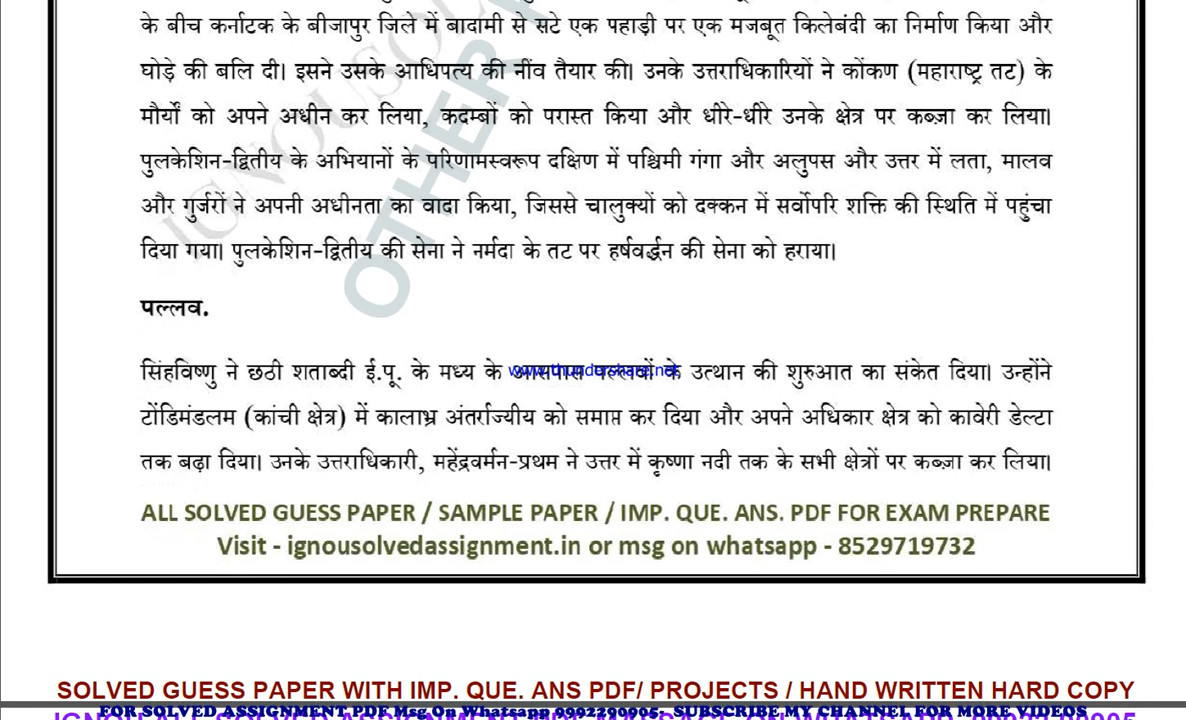 के बीच कर्नाटक के बीजापुर जिले में बादामी से सटे एक पहाड़ी पर एक मजबूत किलेबंदी का निर्माण किया और
घोड़े की बलि दी। इसने उसके आधिपत्य की नींव तैयार की। उनके उत्तराधिकारियों ने कोंकण (महाराष्ट्र तट) के
मौर्यों को अपने अधीन कर लिया, कदम्बों को परास्त किया और धीरे-धीरे उनके क्षेत्र पर कब्ज़ा कर लिया।
पुलकेशिन-द्वितीय के अभियानों के परिणामस्वरूप दक्षिण में पश्चिमी गंगा और अलुपस और उत्तर में लता, मालव
और गुर्जरों ने अपनी अधीनता का वादा किया, जिससे चालुक्यों को दक्कन में सर्वोपरि शक्ति की स्थिति में पहुंचा
दिया गया। पुलकेशिन-द्वितीय की सेना ने नर्मदा के तट पर हर्षवर्द्धन की सेना को हराया।
पल्लव.
सिंहविष्णु ने छठी शताब्दी ई.पू. के मध्य के आसपास पल्लवों के उत्थान की शुरुआत का संकेत दिया। उन्होंने
www.thundershare.net
टोंडिमंडलम (कांची क्षेत्र) में कालाभ्र अंतर्राज्यीय को समाप्त कर दिया और अपने अधिकार क्षेत्र को कावेरी डेल्टा
तक बढ़ा दिया। उनके उत्तराधिकारी, महेंद्रवर्मन-प्रथम ने उत्तर में कृष्णा नदी तक के सभी क्षेत्रों पर कब्ज़ा कर लिया।
OTHER
ALL SOLVED GUESS PAPER / SAMPLE PAPER / IMP. QUE. ANS. PDF FOR EXAM PREPARE
Visit - ignousolvedassignment.in or msg on whatsapp - 8529719732
SOLVED GUESS PAPER WITH IMP. QUE. ANS PDF/ PROJECTS / HAND WRITTEN HARD COPY
FOR SOLVED ASSIGNMENT PDF Msg On Whatsapp 9992290905- SUBSCRIBE MY CHANNEL FOR MORE VIDEOS